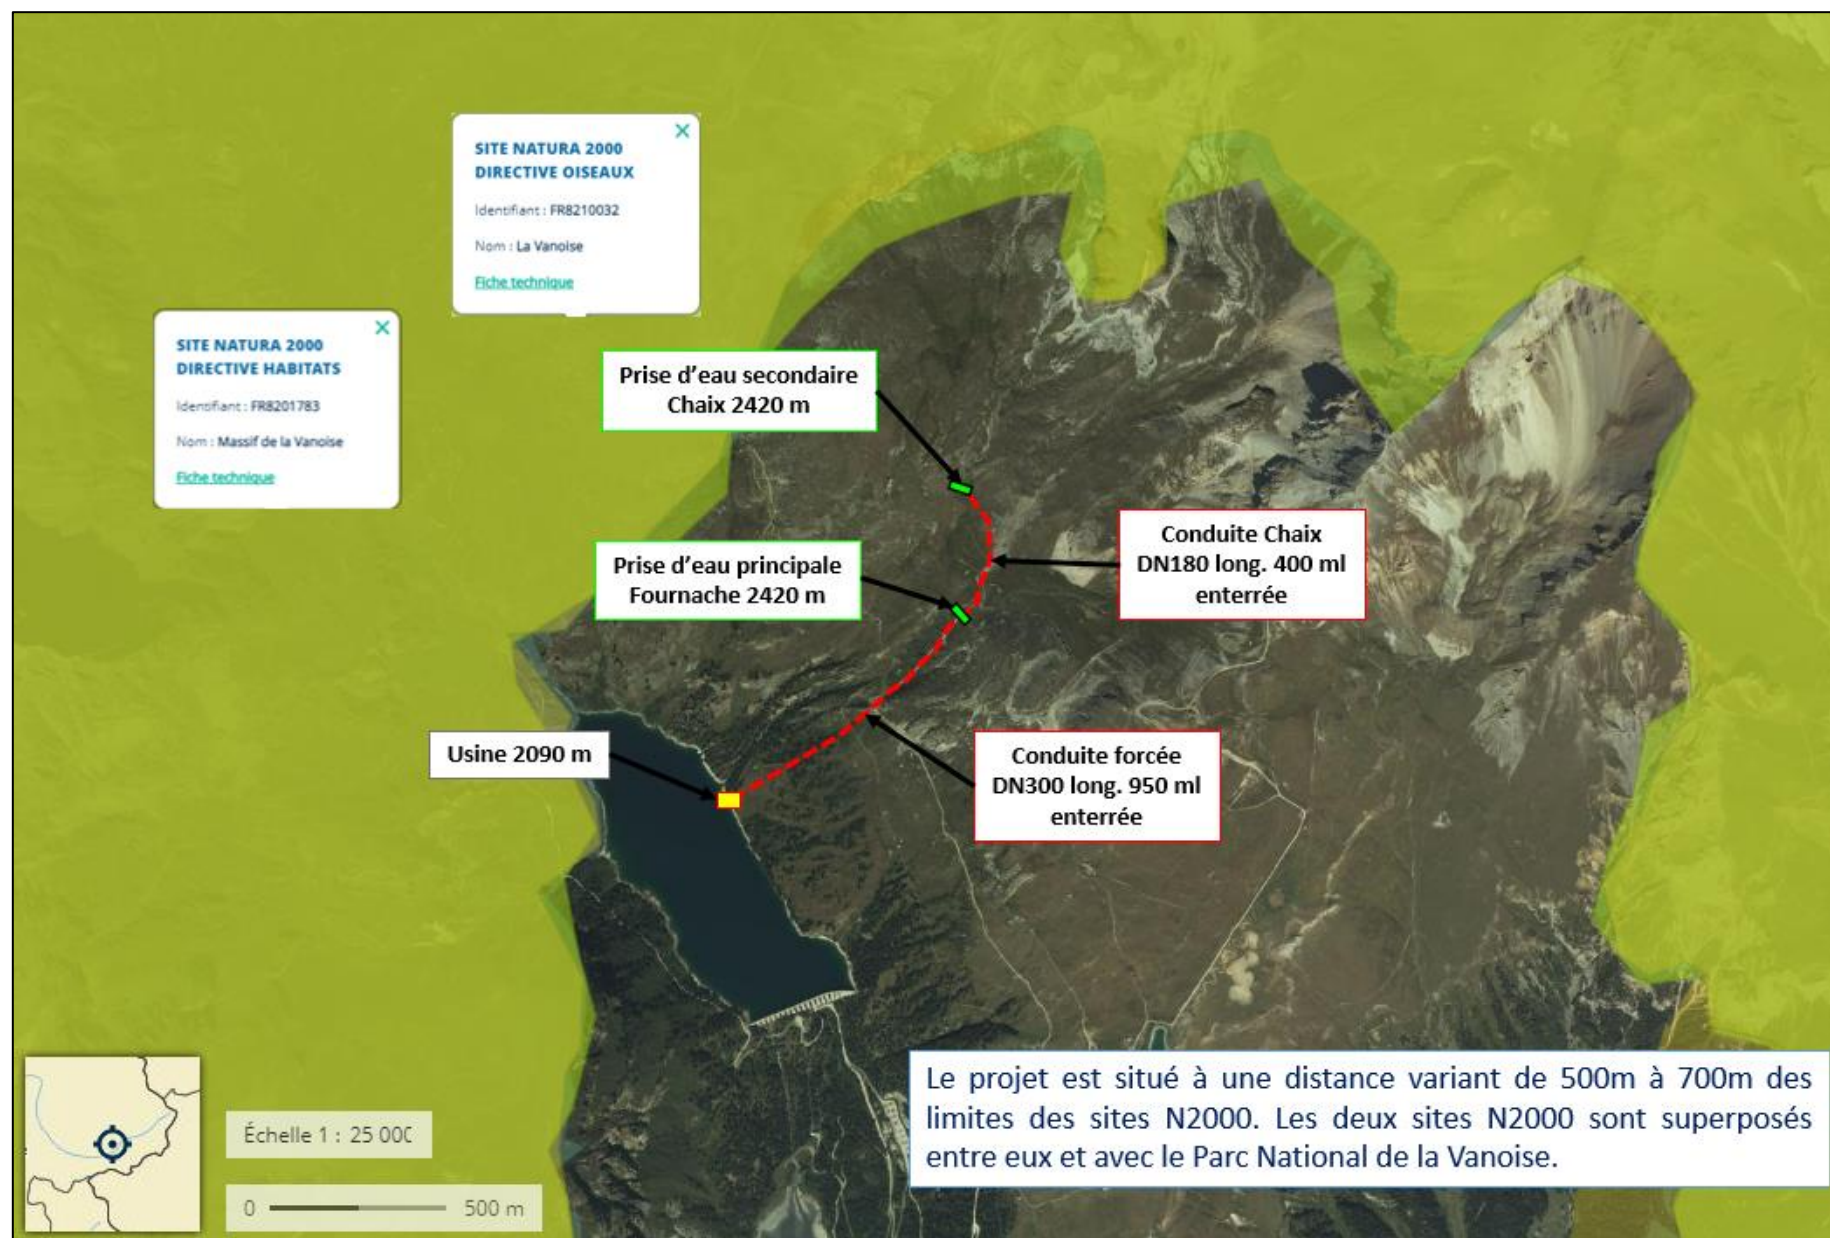 SITE NATURA 2000
DIRECTIVE OISEAUX
Identifiant : FR8210032
Nom : La Vanoise
Fiche technique
SITE NATURA 2000
DIRECTIVE HABITATS
Identifiant : FR8201783
Nom : Massif de la Vanoise
Fiche technique
Prise d’eau secondaire
Chaix 2420 m
Prise d’eau principale
Fournache 2420 m
Conduite Chaix
DN180 long. 400 ml
enterrée
Usine 2090 m
Conduite forcée
DN300 long. 950 ml
enterrée
Le projet est situé à une distance variant de 500m à 700m des
limites des sites N2000. Les deux sites N2000 sont superposés
entre eux et avec le Parc National de la Vanoise.
Échelle 1 : 25 000
0 500 m